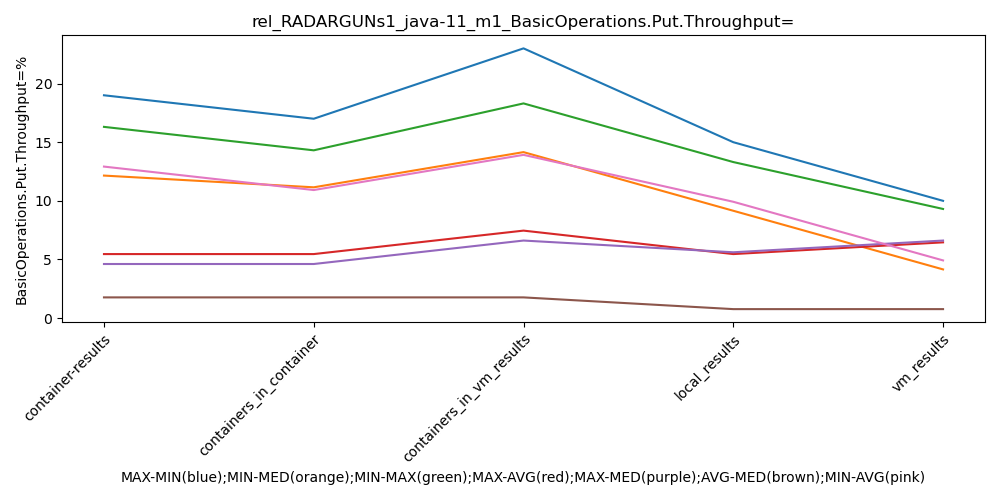 rel_RADARGUNs1_java-11_m1_BasicOperations.Put.Throughput=
BasicOperations.Put.Throughput=%
20
15
10
5
0
container-results
containers_in_container
containers_in_vm_results
local_results
vm_results
MAX-MIN(blue);MIN-MED(orange);MIN-MAX(green);MAX-AVG(red);MAX-MED(purple);AVG-MED(brown);MIN-AVG(pink)